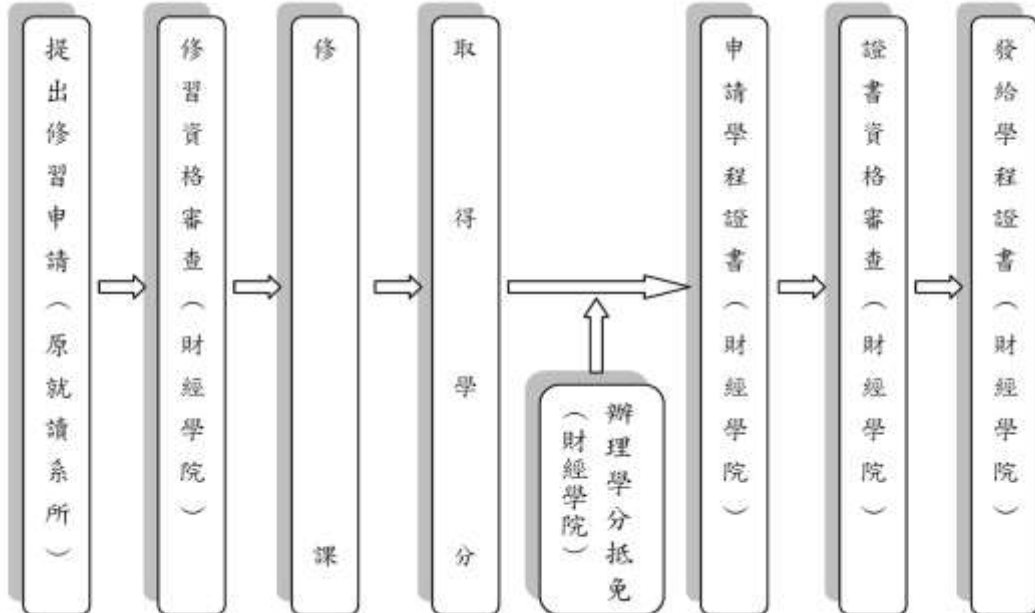 提出修習申請（原就讀系所）
修習資格審查（財經學院）
修課
取得學分
辦理學分抵免
（財經學院）
申請學程證書（財經學院）
證書資格審查（財經學院）
發給學程證書（財經學院）